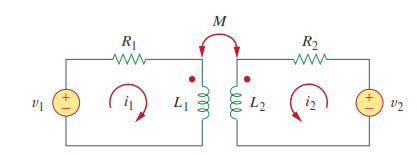 M
R₁ R₂
v₁ + − i₁ L₁ L₂ i₂ + − v₂